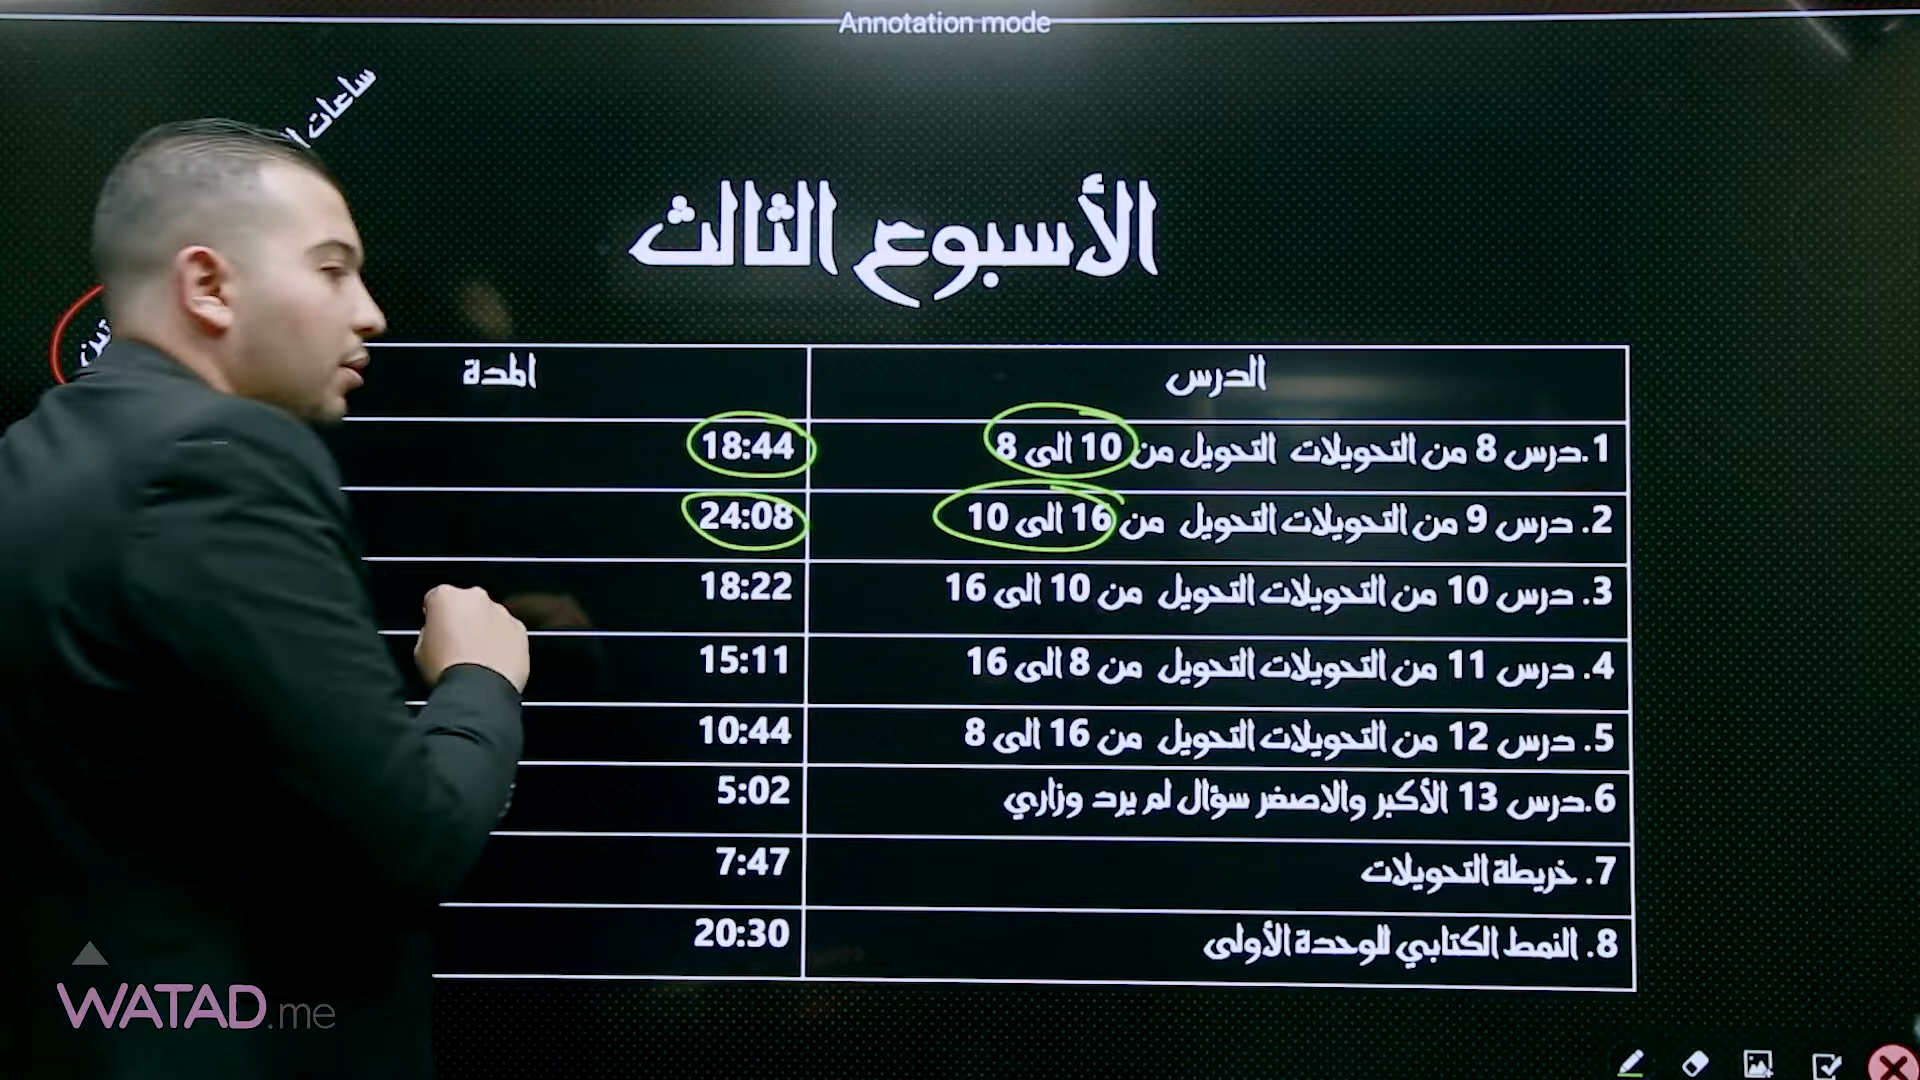 Annotation mode
ساعات
الأسبوع الثالث
الدرس المدة
1.درس 8 من التحويلات التحويل من 10 الى 8 18:44
2. درس 9 من التحويلات التحويل من 16 الى 10 24:08
3. درس 10 من التحويلات التحويل من 10 الى 16 18:22
4. درس 11 من التحويلات التحويل من 8 الى 16 15:11
5. درس 12 من التحويلات التحويل من 16 الى 8 10:44
6.درس 13 الأكبر والاصغر سؤال لم يرد وزاري 5:02
7. خريطة التحويلات 7:47
8. النمط الكتابي للوحدة الأولى 20:30
WATAD.me